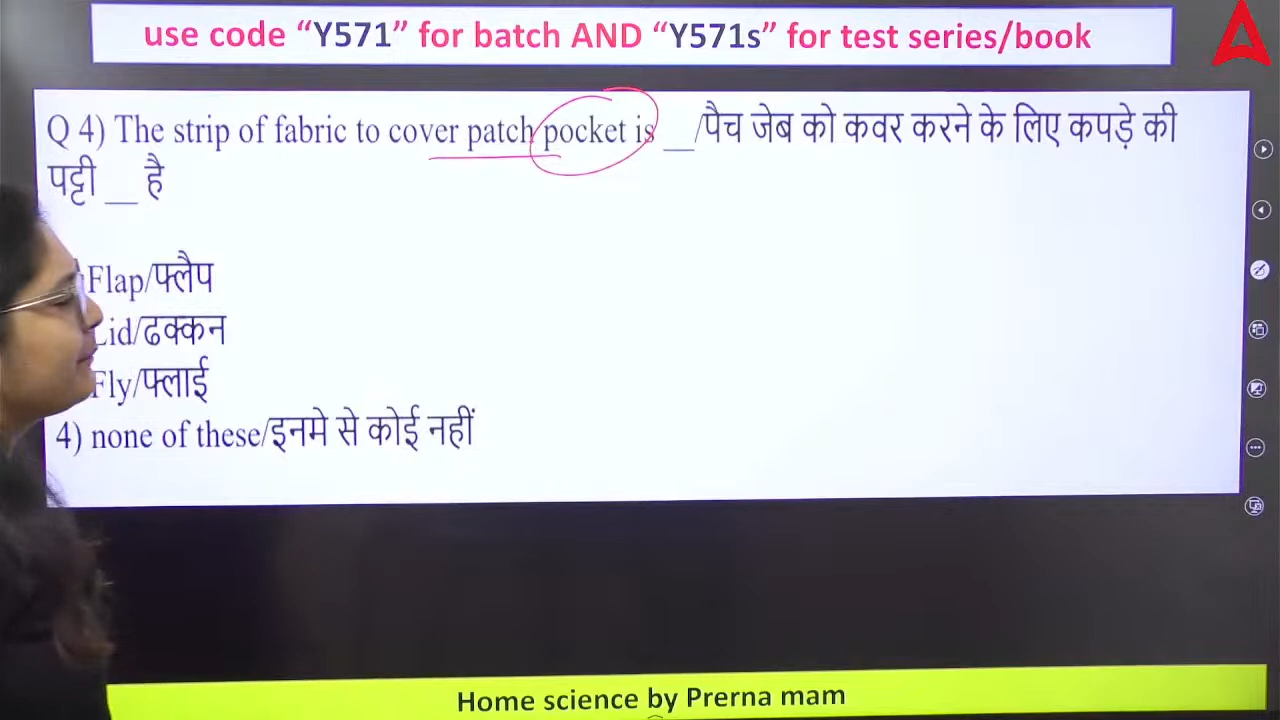 use code “Y571” for batch AND “Y571s” for test series/book
Q 4) The strip of fabric to cover patch pocket is __/पैच जेब को कवर करने के लिए कपड़े की
पट्टी __ है
Flap/फ्लैप
Lid/ढक्कन
Fly/फ्लाई
4) none of these/इनमे से कोई नहीं
Home science by Prerna mam